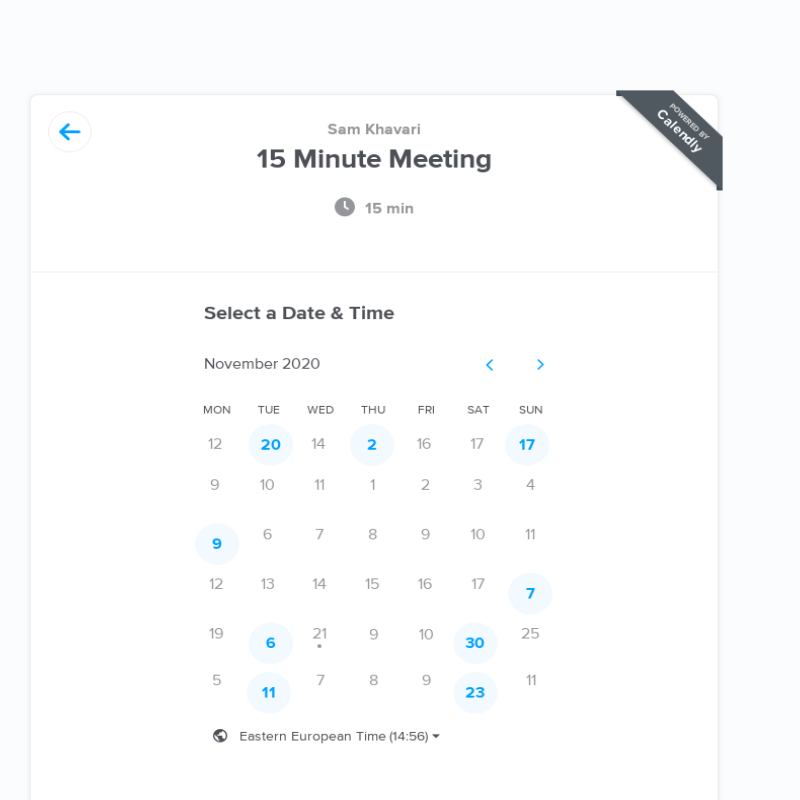 POWERED BY
Calendly
Sam Khavari
15 Minute Meeting
15 min
Select a Date & Time
November 2020
MON TUE WED THU FRI SAT SUN
12 20 14 2 16 17 17
9 10 11 1 2 3 4
9 6 7 8 9 10 11
12 13 14 15 16 17 7
19 6 21 9 10 30 25
5 11 7 8 9 23 11
Eastern European Time (14:56)